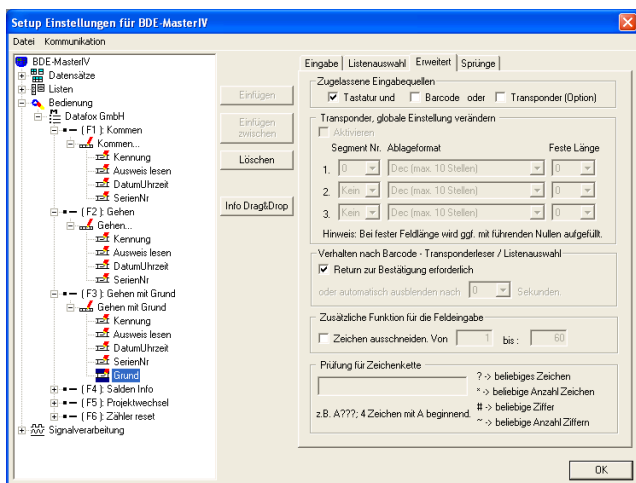 Setup Einstellungen für BDE-MasterIV
Datei Kommunikation
BDE-MasterIV
Datensätze
Listen
Bedienung
Datafox GmbH
(F1): Kommen
Kommen...
Kennung
Ausweis lesen
DatumUhrzeit
SerienNr
(F2): Gehen
Gehen...
Kennung
Ausweis lesen
DatumUhrzeit
SerienNr
(F3): Gehen mit Grund
Gehen mit Grund
Kennung
Ausweis lesen
DatumUhrzeit
SerienNr
Grund
(F4): Salden Info
(F5): Projektwechsel
(F6): Zähler reset
Signalverarbeitung
Einfügen
Einfügen
zwischen
Löschen
Info Drag&Drop
Eingabe Listenauswahl Erweitert Sprünge
Zugelassene Eingabequellen
Tastatur und Barcode oder Transponder (Option)
Transponder, globale Einstellung verändern
Aktivieren
Segment Nr. Ablageformat Feste Länge
1. 0 Dec (max. 10 Stellen) 0
2. Kein Dec (max. 10 Stellen) 0
3. Kein Dec (max. 10 Stellen) 0
Hinweis: Bei fester Feldlänge wird ggf. mit führenden Nullen aufgefüllt.
Verhalten nach Barcode - Transponderleser / Listenauswahl
Return zur Bestätigung erforderlich
oder automatisch ausblenden nach 0 Sekunden.
Zusätzliche Funktion für die Feldeingabe
Zeichen ausschneiden. Von 1 bis: 60
Prüfung für Zeichenkette
? -> beliebiges Zeichen
* -> beliebige Anzahl Zeichen
# -> beliebige Ziffer
~ -> beliebige Anzahl Ziffern
z.B. A???; 4 Zeichen mit A beginnend.
OK